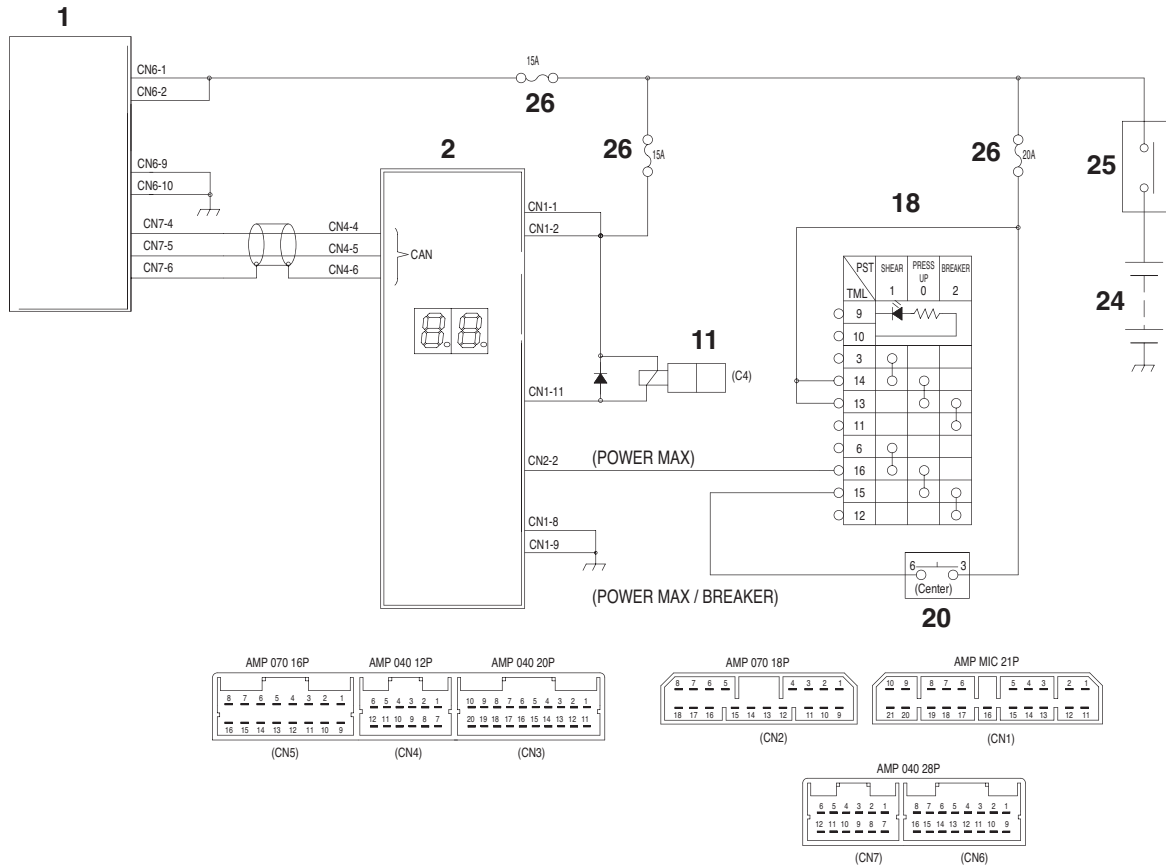 1
CN6-1
CN6-2
15A
26
CN6-9
CN6-10
2
26
15A
26
20A
25
18
CN7-4
CN4-4
CN7-5
CN4-5
CN7-6
CN4-6
CAN
CN1-1
CN1-2
24
PST
TML
SHEAR
1
PRESS
UP
0
BREAKER
2
9
10
3
14
13
11
6
16
15
12
8.8.
11
(C4)
CN1-11
CN2-2
(POWER MAX)
CN1-8
CN1-9
(POWER MAX / BREAKER)
6
3
(Center)
20
AMP 070 16P
8 7 6 5 4 3 2 1
16 15 14 13 12 11 10 9
(CN5)
AMP 040 12P
6 5 4 3 2 1
12 11 10 9 8 7
(CN4)
AMP 040 20P
10 9 8 7 6 5 4 3 2 1
20 19 18 17 16 15 14 13 12 11
(CN3)
AMP 070 18P
8 7 6 5 4 3 2 1
18 17 16 15 14 13 12 11 10 9
(CN2)
AMP MIC 21P
10 9 8 7 6 5 4 3 2 1
21 20 19 18 17 16 15 14 13 12 11
(CN1)
AMP 040 28P
6 5 4 3 2 1
12 11 10 9 8 7
(CN7)
8 7 6 5 4 3 2 1
16 15 14 13 12 11 10 9
(CN6)